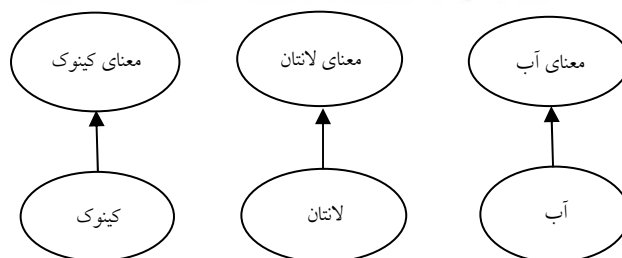 معنای آب
معنای لانتان
معنای کینوک
آب
لانتان
کینوک